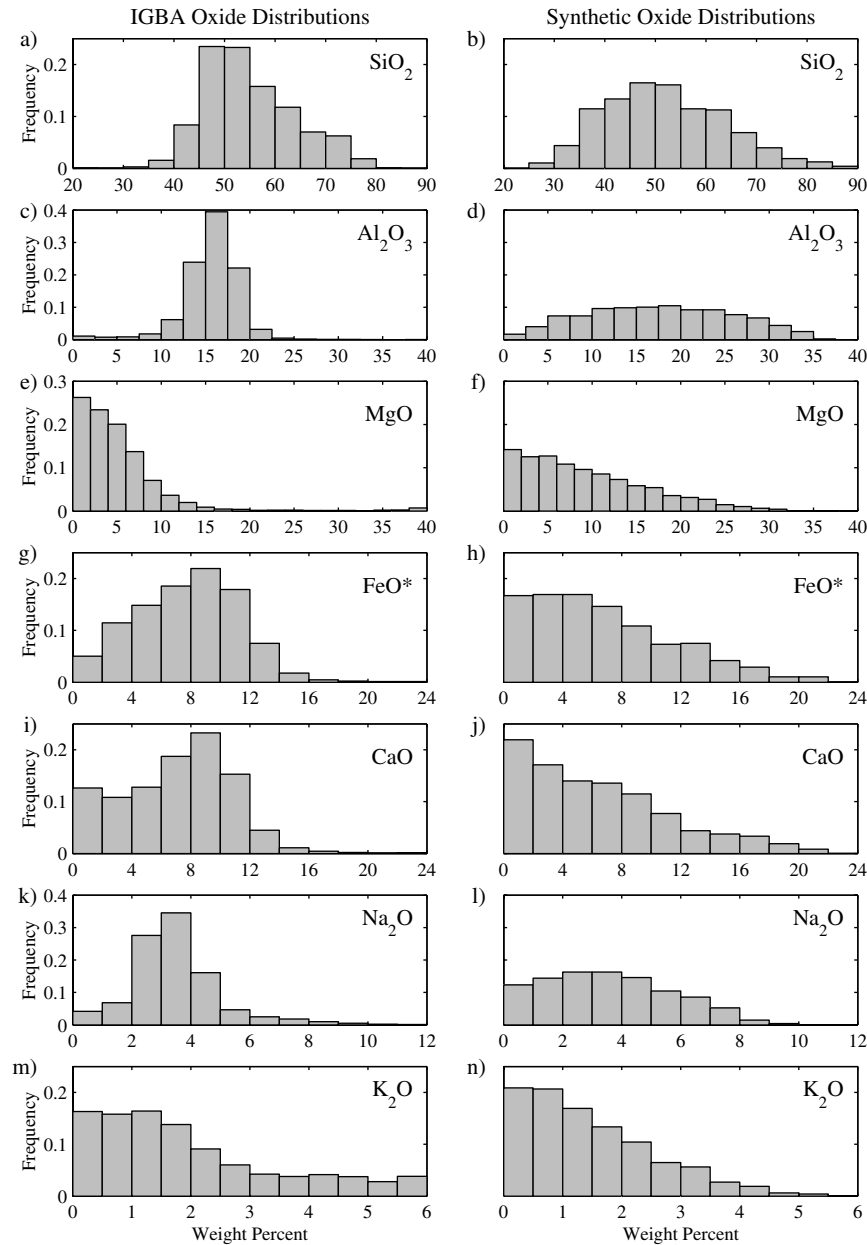 IGBA Oxide Distributions
Synthetic Oxide Distributions
a)
SiO2
Frequency
0.2
0.1
0
20 30 40 50 60 70 80 90
b)
SiO2
20 30 40 50 60 70 80 90
c)
Al2O3
Frequency
0.4
0.3
0.2
0.1
0
0 5 10 15 20 25 30 35 40
d)
Al2O3
0 5 10 15 20 25 30 35 40
e)
MgO
Frequency
0.3
0.2
0.1
0
0 5 10 15 20 25 30 35 40
f)
MgO
0 5 10 15 20 25 30 35 40
g)
FeO*
Frequency
0.2
0.1
0
0 4 8 12 16 20 24
h)
FeO*
0 4 8 12 16 20 24
i)
CaO
Frequency
0.2
0.1
0
0 4 8 12 16 20 24
j)
CaO
0 4 8 12 16 20 24
k)
Na2O
Frequency
0.4
0.3
0.2
0.1
0
0 2 4 6 8 10 12
l)
Na2O
0 2 4 6 8 10 12
m)
K2O
Frequency
0.2
0.1
0
0 1 2 3 4 5 6
Weight Percent
n)
K2O
0 1 2 3 4 5 6
Weight Percent